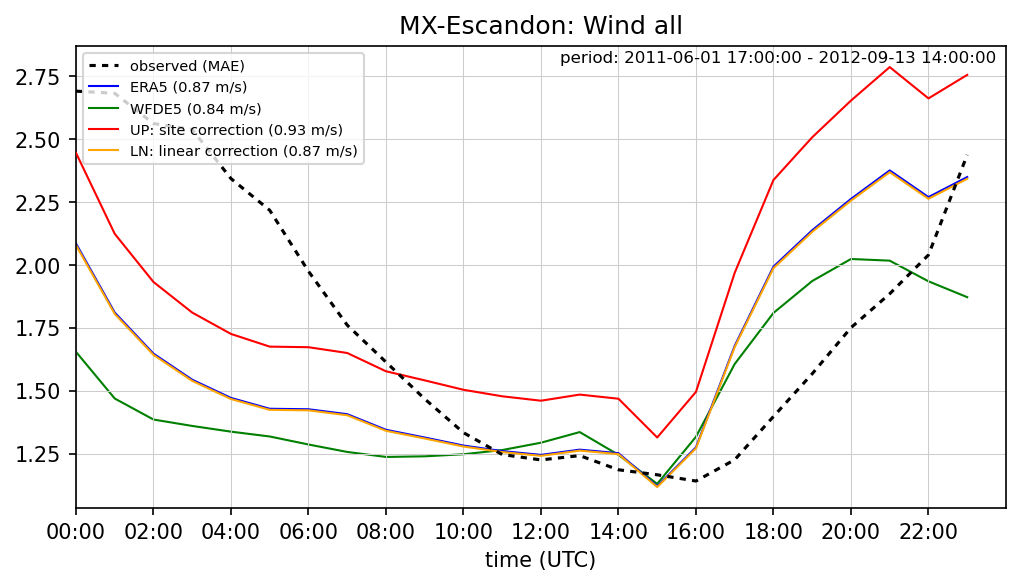 MX-Escandon: Wind all
period: 2011-06-01 17:00:00 - 2012-09-13 14:00:00
observed (MAE)
ERA5 (0.87 m/s)
WFDE5 (0.84 m/s)
UP: site correction (0.93 m/s)
LN: linear correction (0.87 m/s)
2.75
2.50
2.25
2.00
1.75
1.50
1.25
00:00 02:00 04:00 06:00 08:00 10:00 12:00 14:00 16:00 18:00 20:00 22:00
time (UTC)